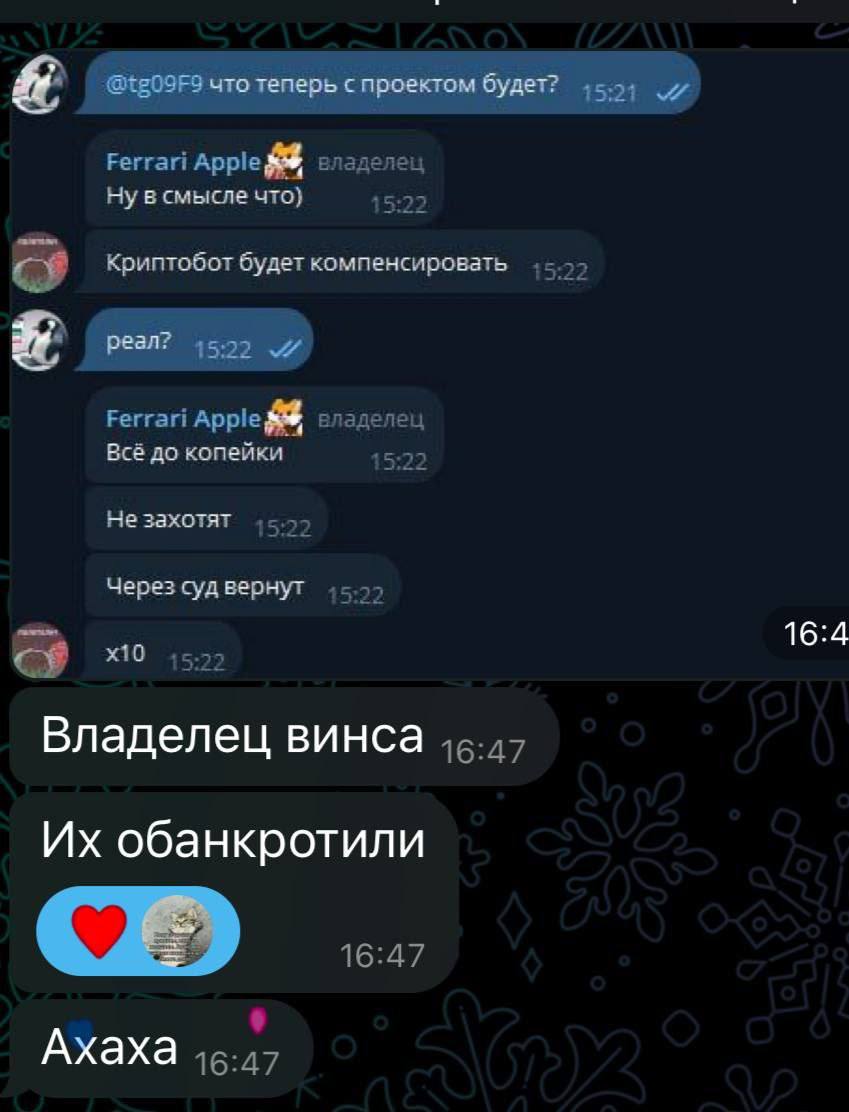 @tg09F9 что теперь с проектом будет? 15:21
Ferrari Apple владелец
Ну в смысле что) 15:22
Криптобот будет компенсировать 15:22
реал? 15:22
Ferrari Apple владелец
Всё до копейки 15:22
Не захотят 15:22
Через суд вернут 15:22
x10 15:22
16:4
Владелец винса 16:47
Их обанкротили
16:47
Ахаха 16:47